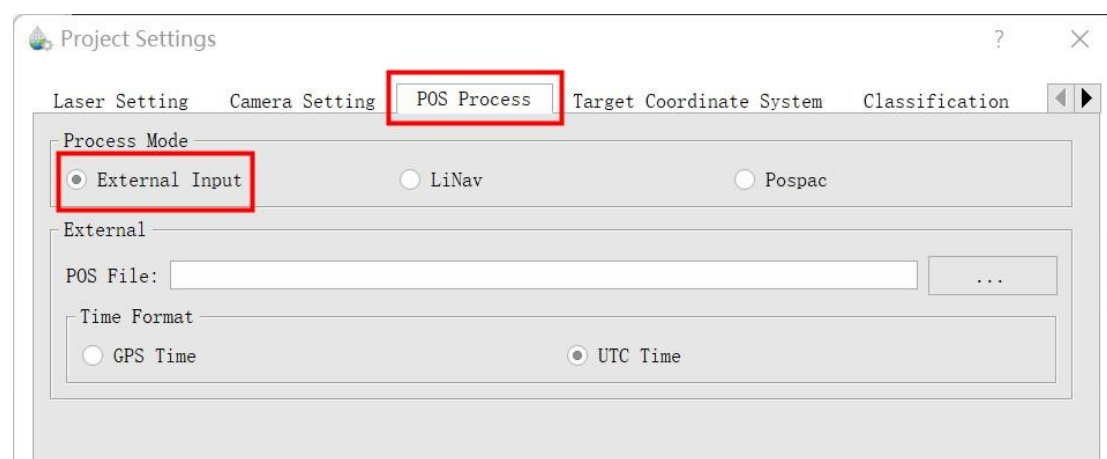 Project Settings
Laser Setting Camera Setting POS Process Target Coordinate System Classification
Process Mode
External Input LiNav Pospac
External
POS File: ...
Time Format
GPS Time UTC Time